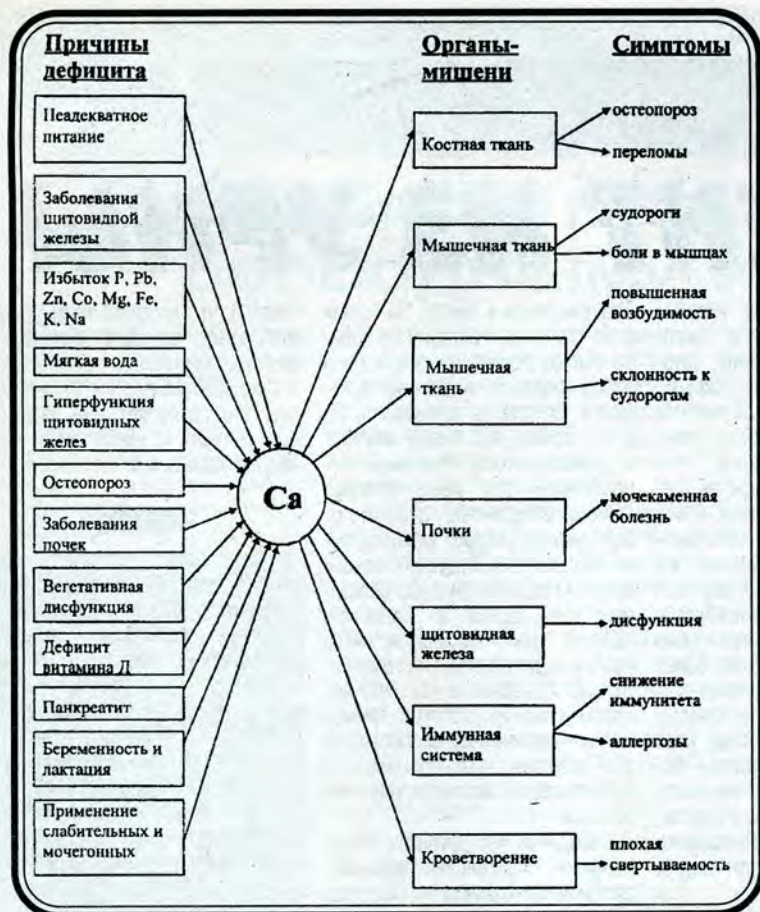 Причины
дефицита
Неадекватное
питание
Заболевания
щитовидной
железы
Избыток P, Pb,
Zn, Co, Mg, Fe,
K, Na
Мягкая вода
Гиперфункция
щитовидных
желез
Остеопороз
Заболевания
почек
Вегетативная
дисфункция
Дефицит
витамина Д
Панкреатит
Беременность и
лактация
Применение
слабительных и
мочегонных
Ca
Органы-
мишени
Костная ткань
Мышечная ткань
Мышечная
ткань
Почки
щитовидная
железа
Иммунная
система
Кроветворение
Симптомы
остеопороз
переломы
судороги
боли в мышцах
повышенная
возбудимость
склонность к
судорогам
мочекаменная
болезнь
дисфункция
снижение
иммунитета
аллергозы
плохая
свертываемость